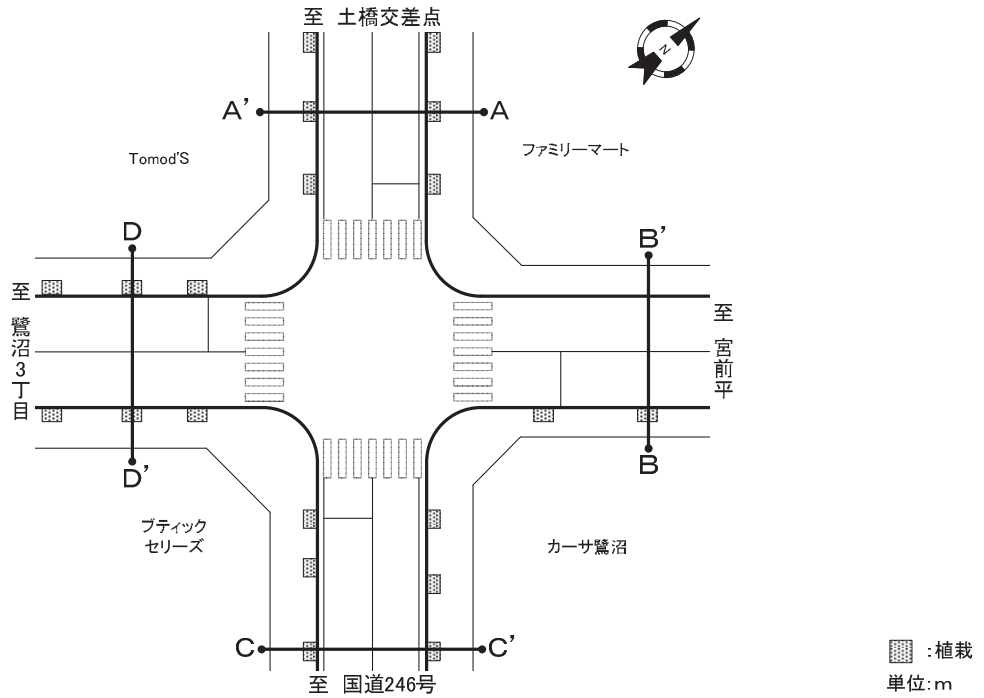 至 土橋交差点
N
A'
A
Tomod'S
ファミリーマート
D
B'
至 鷺沼3丁目
至 宮前平
D'
B
ブティック
セリーズ
カーサ鷺沼
C
C'
:植栽
至 国道246号
単位:m